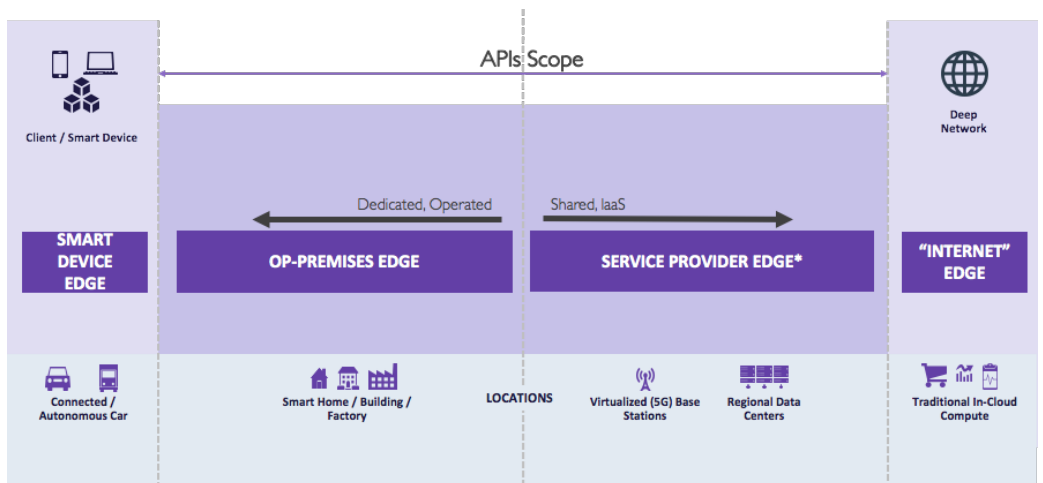 APIs Scope
Client / Smart Device
Deep
Network
Dedicated, Operated
Shared, IaaS
SMART
DEVICE
EDGE
OP-PREMISES EDGE
SERVICE PROVIDER EDGE*
“INTERNET”
EDGE
Connected /
Autonomous Car
Smart Home / Building /
Factory
LOCATIONS
Virtualized (5G) Base
Stations
Regional Data
Centers
Traditional In-Cloud
Compute